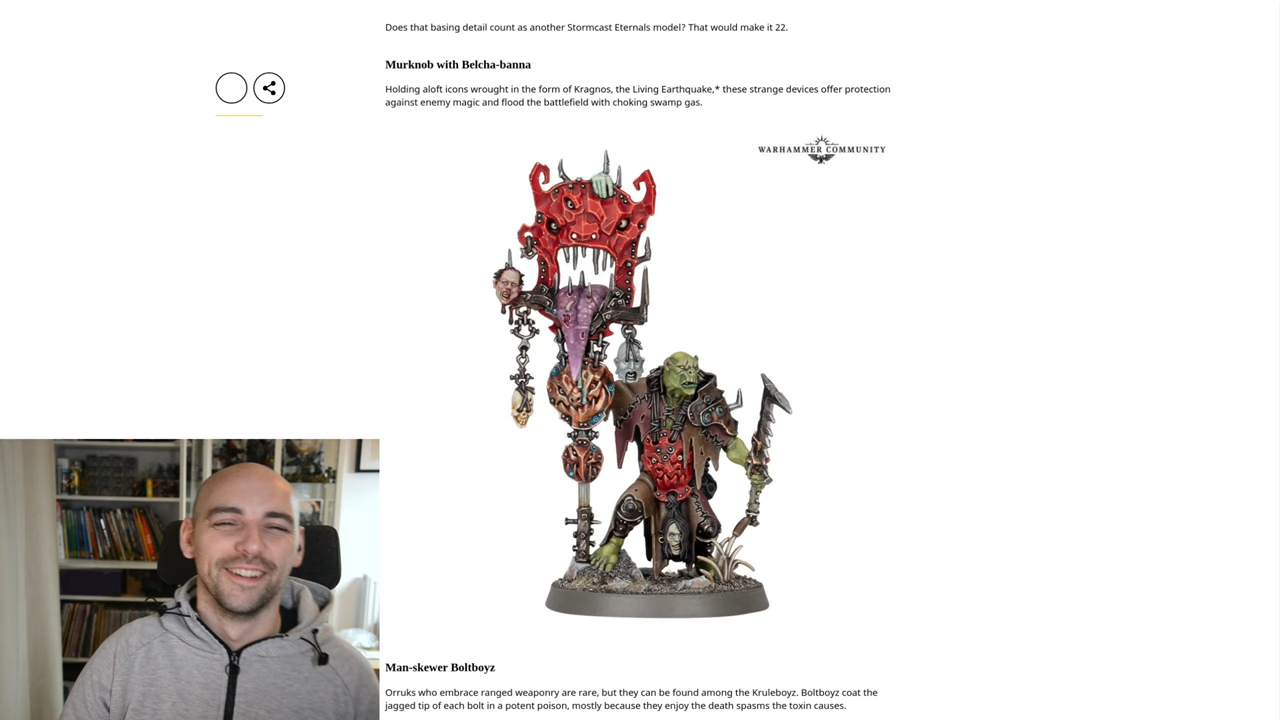 Does that basing detail count as another Stormcast Eternals model? That would make it 22.
Murknob with Belcha-banna
Holding aloft icons wrought in the form of Kragnos, the Living Earthquake,* these strange devices offer protection
against enemy magic and flood the battlefield with choking swamp gas.
WARHAMMER COMMUNITY
Man-skewer Boltboyz
Orruks who embrace ranged weaponry are rare, but they can be found among the Kruleboyz. Boltboyz coat the
jagged tip of each bolt in a potent poison, mostly because they enjoy the death spasms the toxin causes.